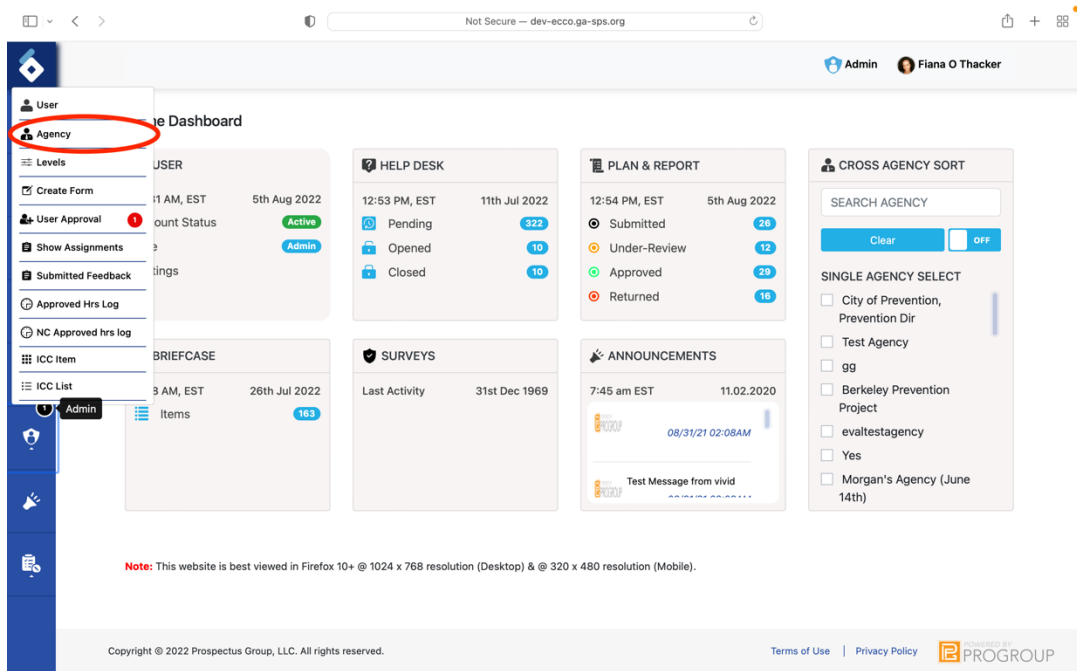 Not Secure — dev-ecco.ga-sps.org
Admin
Fiana O Thacker
User
Agency
Levels
Create Form
User Approval 1
Show Assignments
Submitted Feedback
Approved Hrs Log
NC Approved hrs log
ICC Item
ICC List
1 Admin
Dashboard
USER
AM, EST 5th Aug 2022
Status Active
Admin
HELP DESK
12:53 PM, EST 11th Jul 2022
Pending 322
Opened 10
Closed 10
PLAN & REPORT
12:54 PM, EST 5th Aug 2022
Submitted 26
Under-Review 12
Approved 29
Returned 16
CROSS AGENCY SORT
SEARCH AGENCY
Clear OFF
SINGLE AGENCY SELECT
City of Prevention,
Prevention Dir
Test Agency
gg
Berkeley Prevention
Project
evaltestagency
Yes
Morgan's Agency (June
14th)
BRIEFCASE
AM, EST 26th Jul 2022
Items 163
SURVEYS
Last Activity 31st Dec 1969
ANNOUNCEMENTS
7:45 am EST 11.02.2020
PROGROUP
08/31/21 02:08AM
PROGROUP
Test Message from vivid
Note: This website is best viewed in Firefox 10+ @ 1024 x 768 resolution (Desktop) & @ 320 x 480 resolution (Mobile).
Copyright © 2022 Prospectus Group, LLC. All rights reserved.
Terms of Use | Privacy Policy
POWERED BY
PROGROUP